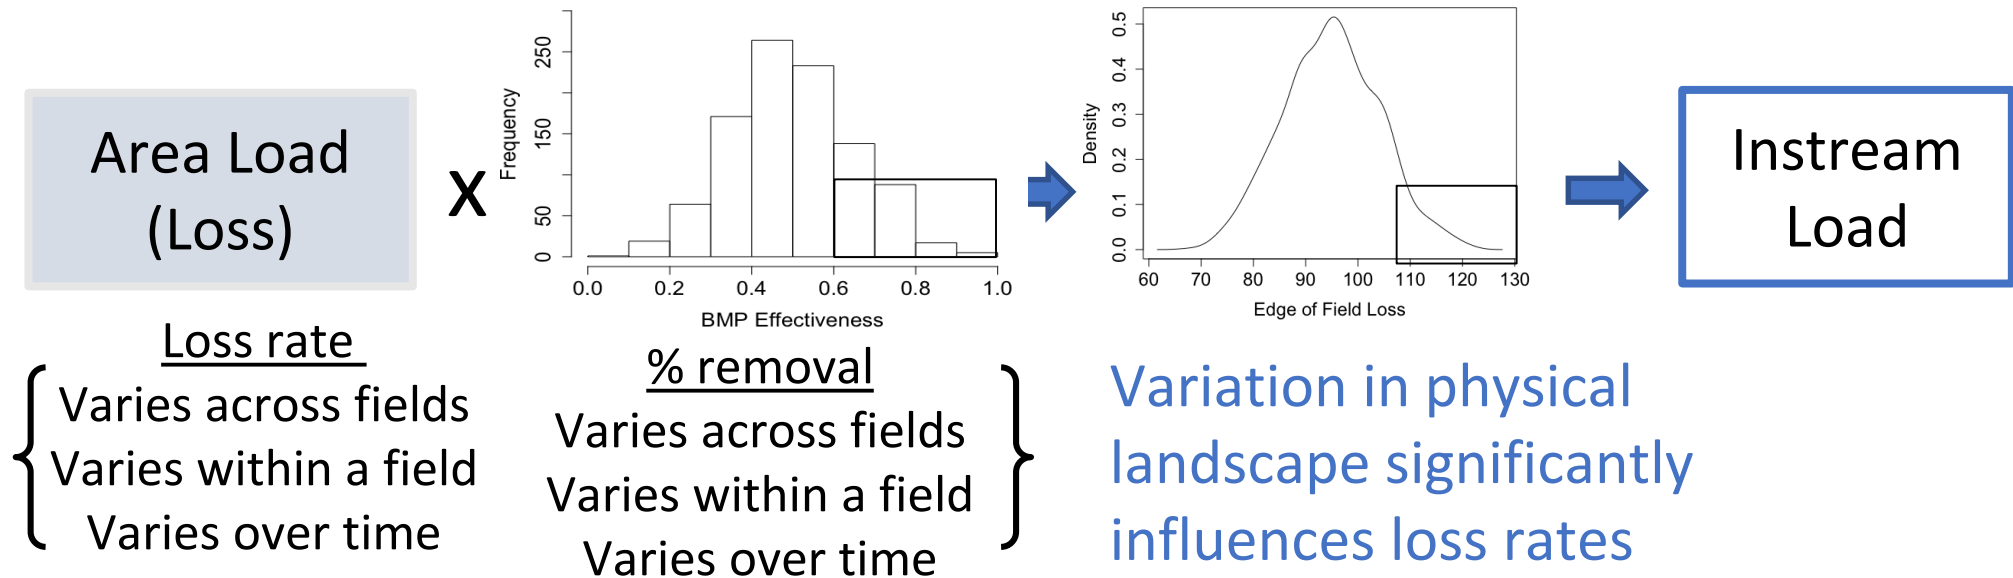 Area Load
(Loss)
X
Frequency
0
50
150
250
0.0 0.2 0.4 0.6 0.8 1.0
BMP Effectiveness
Density
0.0
0.1
0.2
0.3
0.4
0.5
60 70 80 90 100 110 120 130
Edge of Field Loss
Instream
Load
Loss rate
Varies across fields
Varies within a field
Varies over time
% removal
Varies across fields
Varies within a field
Varies over time
Variation in physical
landscape significantly
influences loss rates